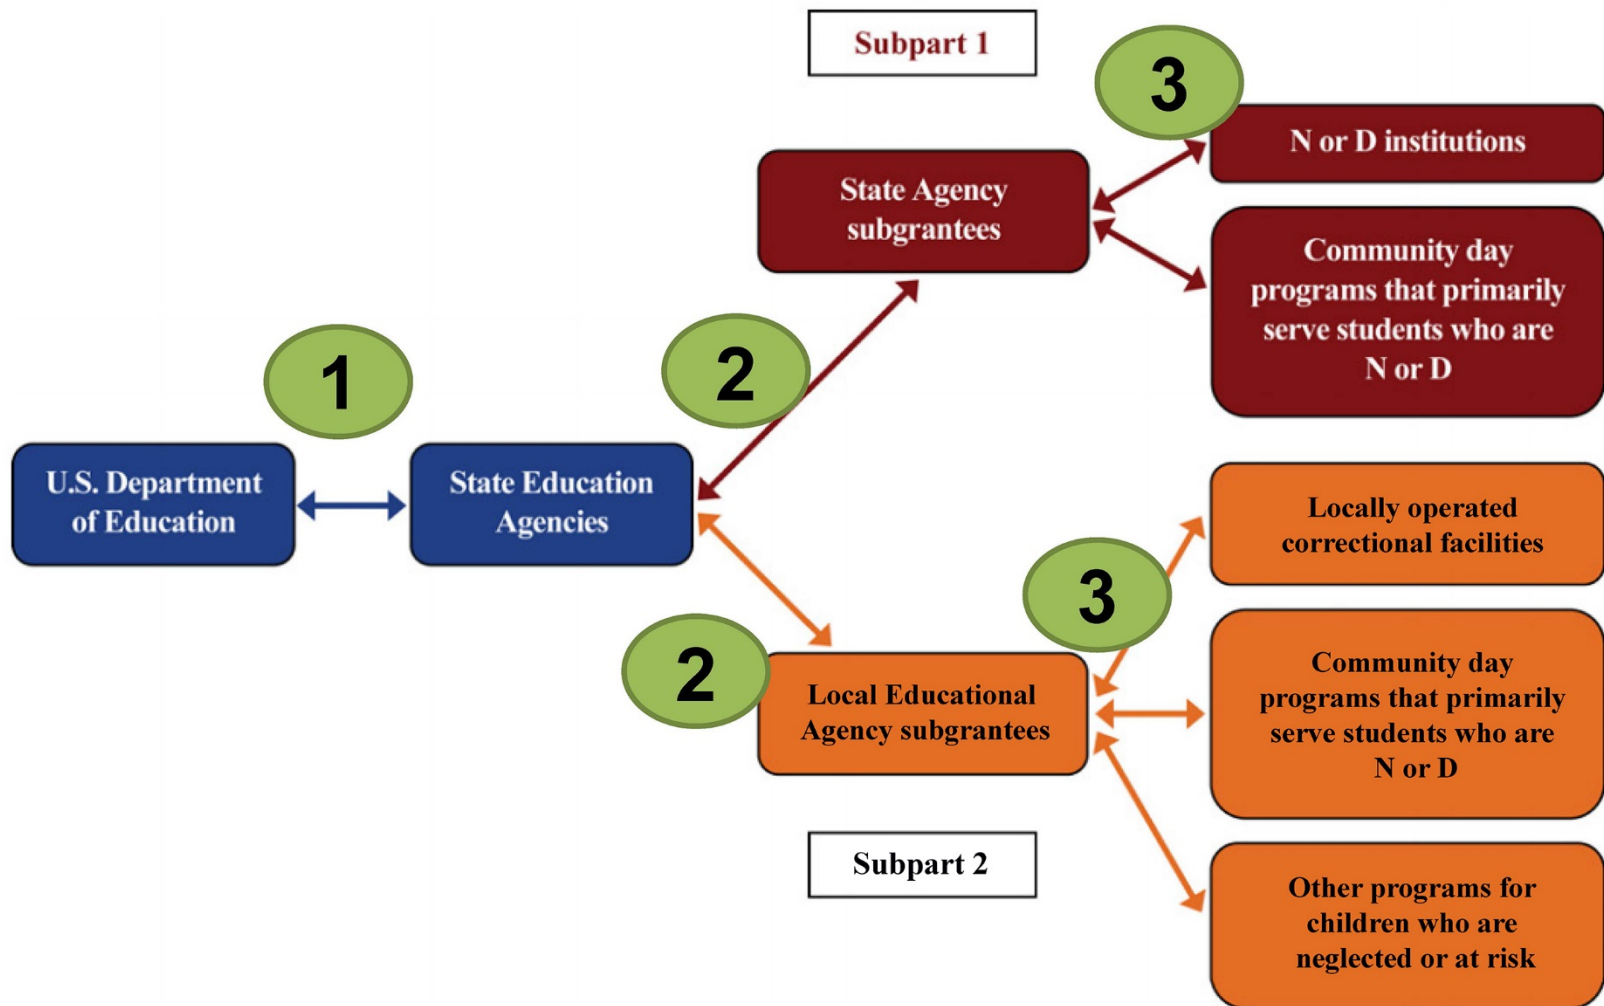 Subpart 1
3
N or D institutions
State Agency
subgrantees
Community day
programs that primarily
serve students who are
N or D
2
1
U.S. Department
of Education
State Education
Agencies
Locally operated
correctional facilities
3
2
Local Educational
Agency subgrantees
Community day
programs that primarily
serve students who are
N or D
Subpart 2
Other programs for
children who are
neglected or at risk